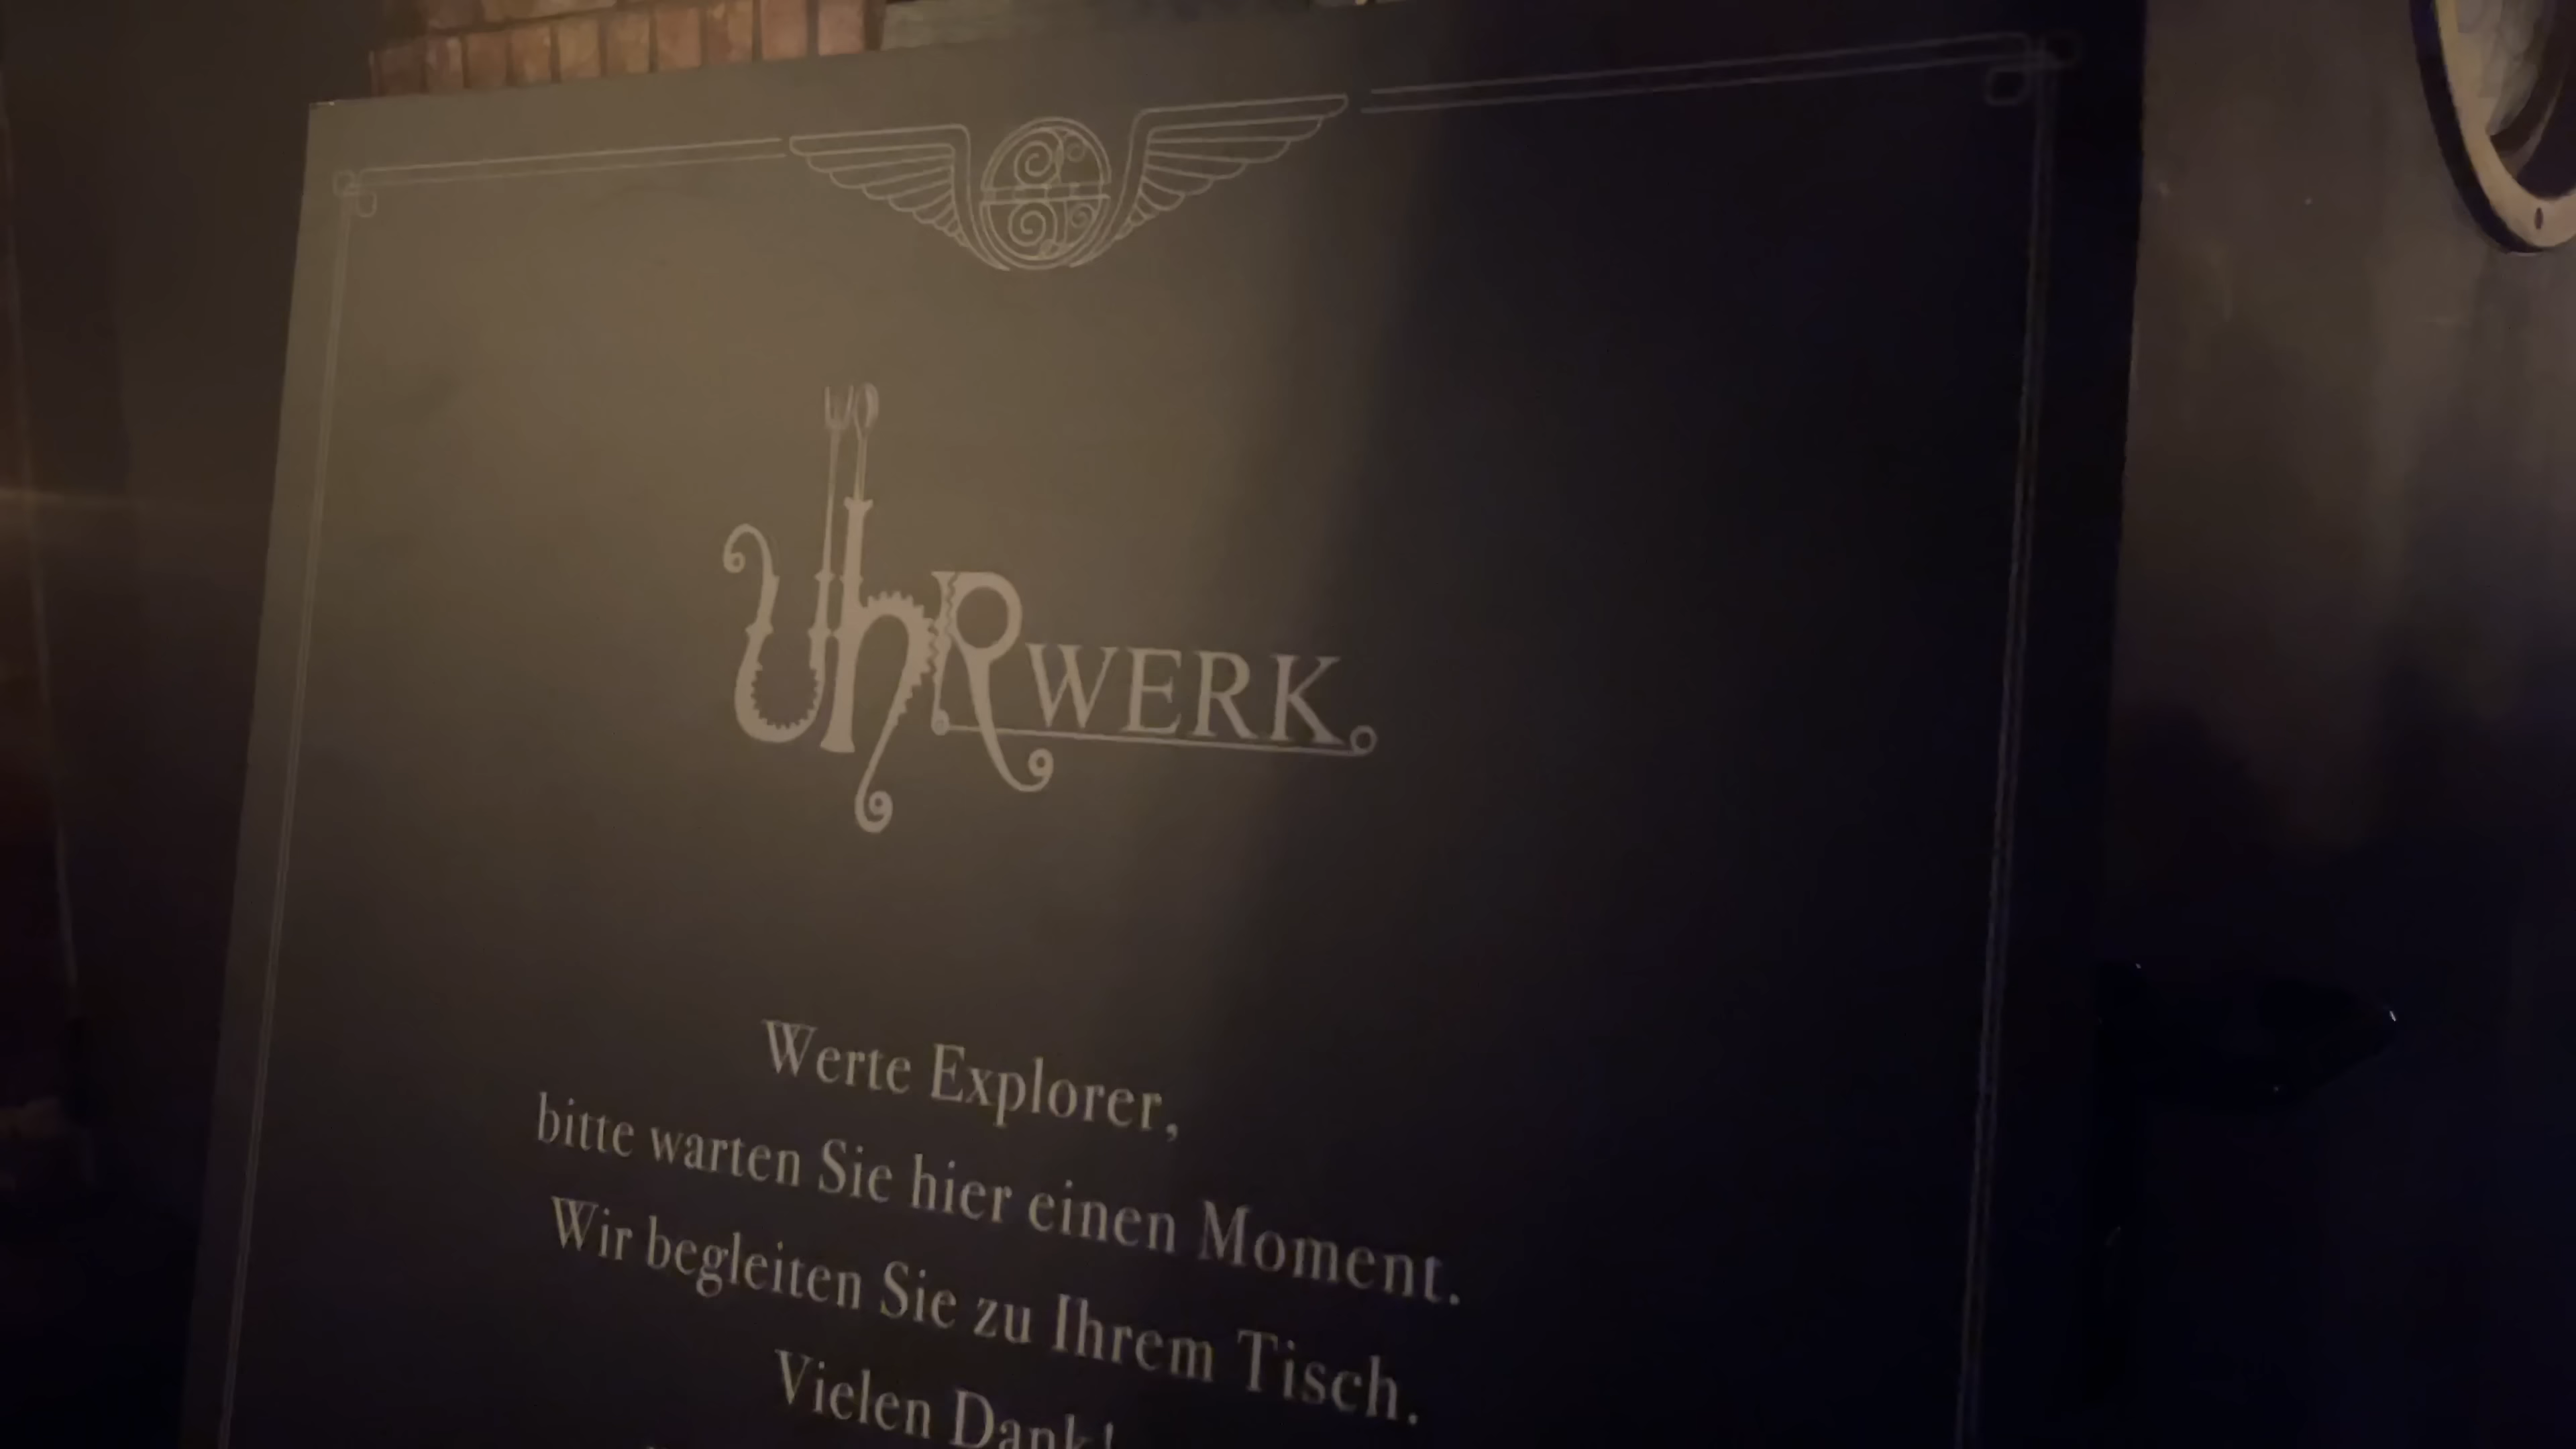 UhRWERK
Werte Explorer,
bitte warten Sie hier einen Moment.
Wir begleiten Sie zu Ihrem Tisch.
Vielen Dank!